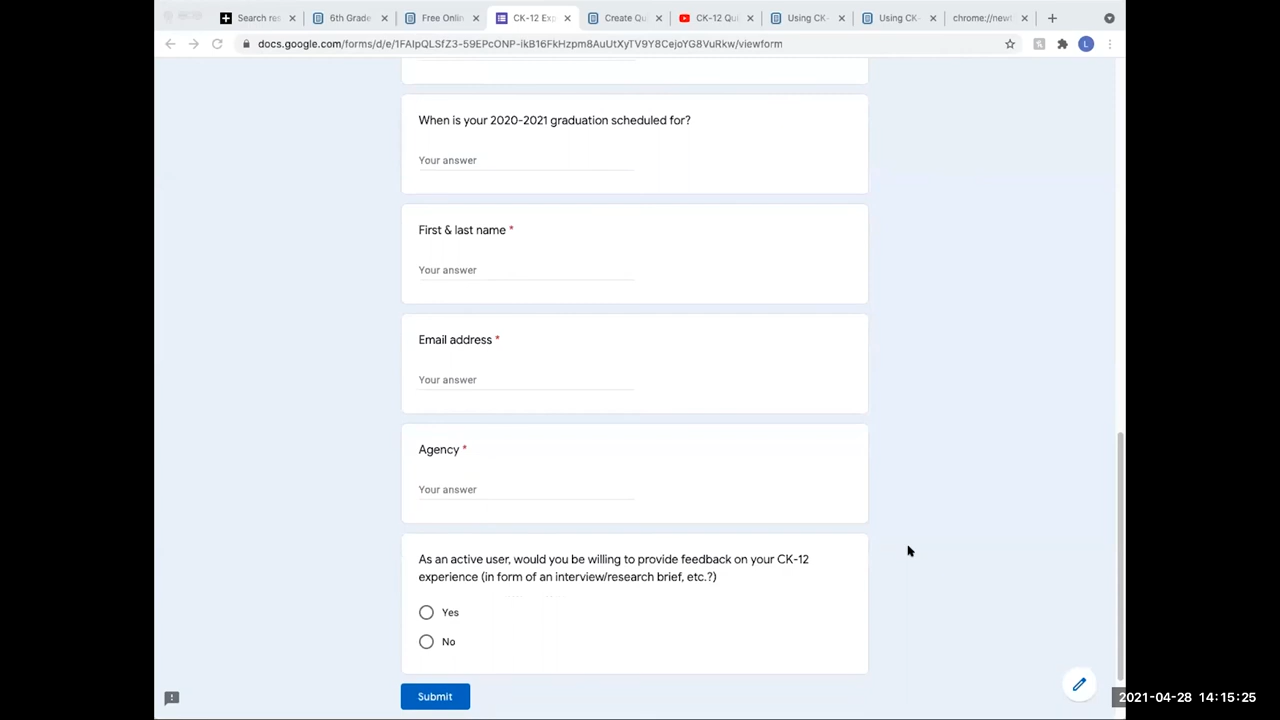 Search res
6th Grade
Free Onlin
CK-12 Exp
Create Qu
CK-12 Qui
Using CK-
Using CK-
chrome://newt
docs.google.com/forms/d/e/1FAIpQLSfZ3-59EPcONP-ikB16FkHzpm8AuUtXyTV9Y8CejoYG8VuRkw/viewform
L
When is your 2020-2021 graduation scheduled for?
Your answer
First & last name *
Your answer
Email address *
Your answer
Agency *
Your answer
As an active user, would you be willing to provide feedback on your CK-12
experience (in form of an interview/research brief, etc.?)
Yes
No
Submit
2021-04-28 14:15:25